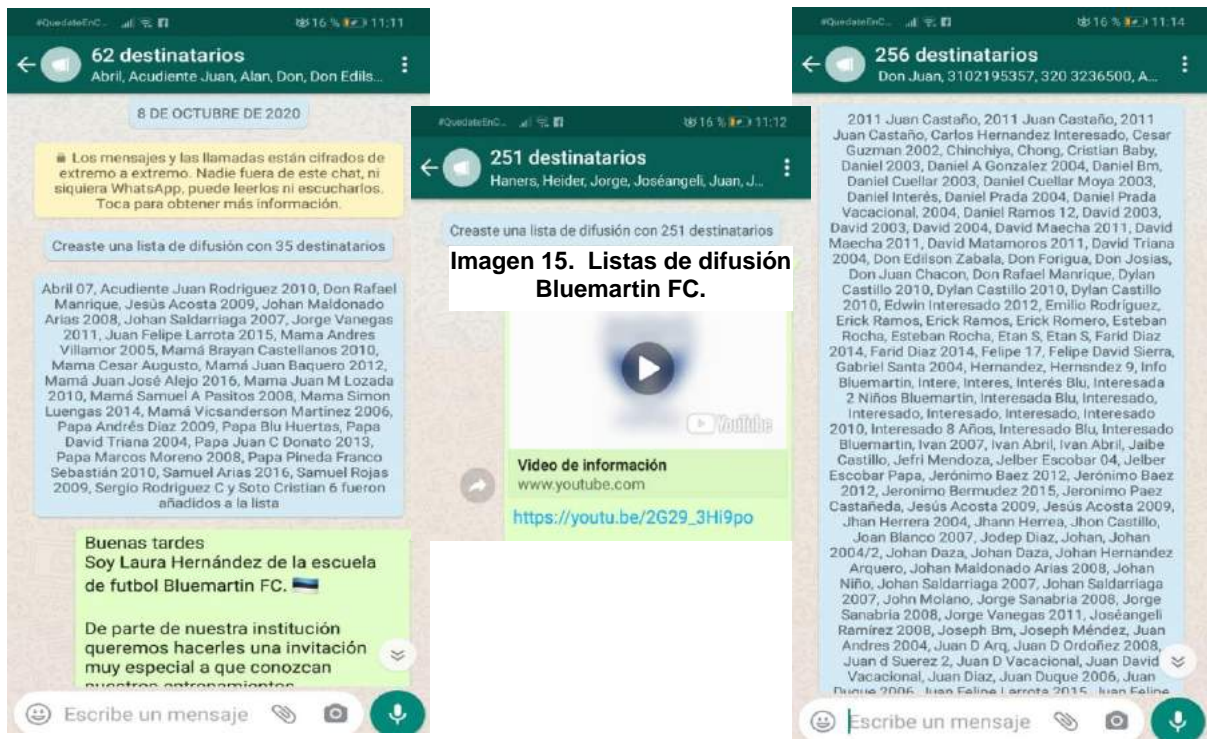 #QuedateEnC... 16 % 11:11
62 destinatarios
Abril, Acudiente Juan, Alan, Don, Don Edils...
8 DE OCTUBRE DE 2020
Los mensajes y las llamadas están cifrados de
extremo a extremo. Nadie fuera de este chat, ni
siquiera WhatsApp, puede leerlos ni escucharlos.
Toca para obtener más información.
Creaste una lista de difusión con 35 destinatarios
Abril 07, Acudiente Juan Rodriguez 2010, Don Rafael
Manrique, Jesús Acosta 2009, Johan Maldonado
Arias 2008, Johan Saldarriaga 2007, Jorge Vanegas
2011, Juan Felipe Larrota 2015, Mama Andres
Villamor 2005, Mamá Brayan Castellanos 2010,
Mama Cesar Augusto, Mamá Juan Baquero 2012,
Mamá Juan José Alejo 2016, Mama Juan M Lozada
2010, Mamá Samuel A Pasitos 2008, Mama Simon
Luengas 2014, Mamá Vicsanderson Martinez 2006,
Papa Andrés Diaz 2009, Papa Blu Huertas, Papa
David Triana 2004, Papa Juan C Donato 2013,
Papa Marcos Moreno 2008, Papa Pineda Franco
Sebastián 2010, Samuel Arias 2016, Samuel Rojas
2009, Sergio Rodriguez C y Soto Cristian 6 fueron
añadidos a la lista
Buenas tardes
Soy Laura Hernández de la escuela
de futbol Bluemartin FC.
De parte de nuestra institución
queremos hacerles una invitación
muy especial a que conozcan
nuestros entrenamientos
Escribe un mensaje
#QuedateEnC... 16 % 11:12
251 destinatarios
Haners, Heider, Jorge, Joséangeli, Juan, J...
Creaste una lista de difusión con 251 destinatarios
Imagen 15. Listas de difusión
Bluemartin FC.
YouTube
Video de información
www.youtube.com
https://youtu.be/2G29_3Hi9po
#QuedateEnC... 16 % 11:14
256 destinatarios
Don Juan, 3102195357, 320 3236500, A...
2011 Juan Castaño, 2011 Juan Castaño, 2011
Juan Castaño, Carlos Hernandez Interesado, Cesar
Guzman 2002, Chinchiya, Chong, Cristian Baby,
Daniel 2003, Daniel A Gonzalez 2004, Daniel Bm,
Daniel Cuellar 2003, Daniel Cuellar Moya 2003,
Daniel Interés, Daniel Prada 2004, Daniel Prada
Vacacional, 2004, Daniel Ramos 12, David 2003,
David 2003, David 2004, David Maecha 2011, David
Maecha 2011, David Matamoros 2011, David Triana
2004, Don Edilson Zabala, Don Forigua, Don Josias,
Don Juan Chacon, Don Rafael Manrique, Dylan
Castillo 2010, Dylan Castillo 2010, Dylan Castillo
2010, Edwin Interesado 2012, Emilio Rodríguez,
Erick Ramos, Erick Ramos, Erick Romero, Esteban
Rocha, Esteban Rocha, Etan S, Etan S, Farid Diaz
2014, Farid Diaz 2014, Felipe 17, Felipe David Sierra,
Gabriel Santa 2004, Hernandez, Hernsndez 9, Info
Bluemartin, Intere, Interes, Interés Blu, Interesada
2 Niños Bluemartin, Interesada Blu, Interesado,
Interesado, Interesado, Interesado, Interesado
2010, Interesado 8 Años, Interesado Blu, Interesado
Bluemartin, Ivan 2007, Ivan Abril, Ivan Abril, Jaibe
Castillo, Jefri Mendoza, Jelber Escobar 04, Jelber
Escobar Papa, Jerónimo Baez 2012, Jerónimo Baez
2012, Jeronimo Bermudez 2015, Jeronimo Paez
Castañeda, Jesús Acosta 2009, Jesús Acosta 2009,
Jhan Herrera 2004, Jhann Herrea, Jhon Castillo,
Joan Blanco 2007, Jodep Diaz, Johan, Johan
2004/2, Johan Daza, Johan Daza, Johan Hernandez
Arquero, Johan Maldonado Arias 2008, Johan
Niño, Johan Saldarriaga 2007, Johan Saldarriaga
2007, John Molano, Jorge Sanabria 2008, Jorge
Sanabria 2008, Jorge Vanegas 2011, Joséangeli
Ramírez 2008, Joseph Bm, Joseph Méndez, Juan
Andres 2004, Juan D Arq, Juan D Ordoñez 2008,
Juan d Suerez 2, Juan D Vacacional, Juan David
Vacacional, Juan Diaz, Juan Duque 2006, Juan
Duque 2006, Juan Felipe Larrota 2015, Juan Felipe
Escribe un mensaje